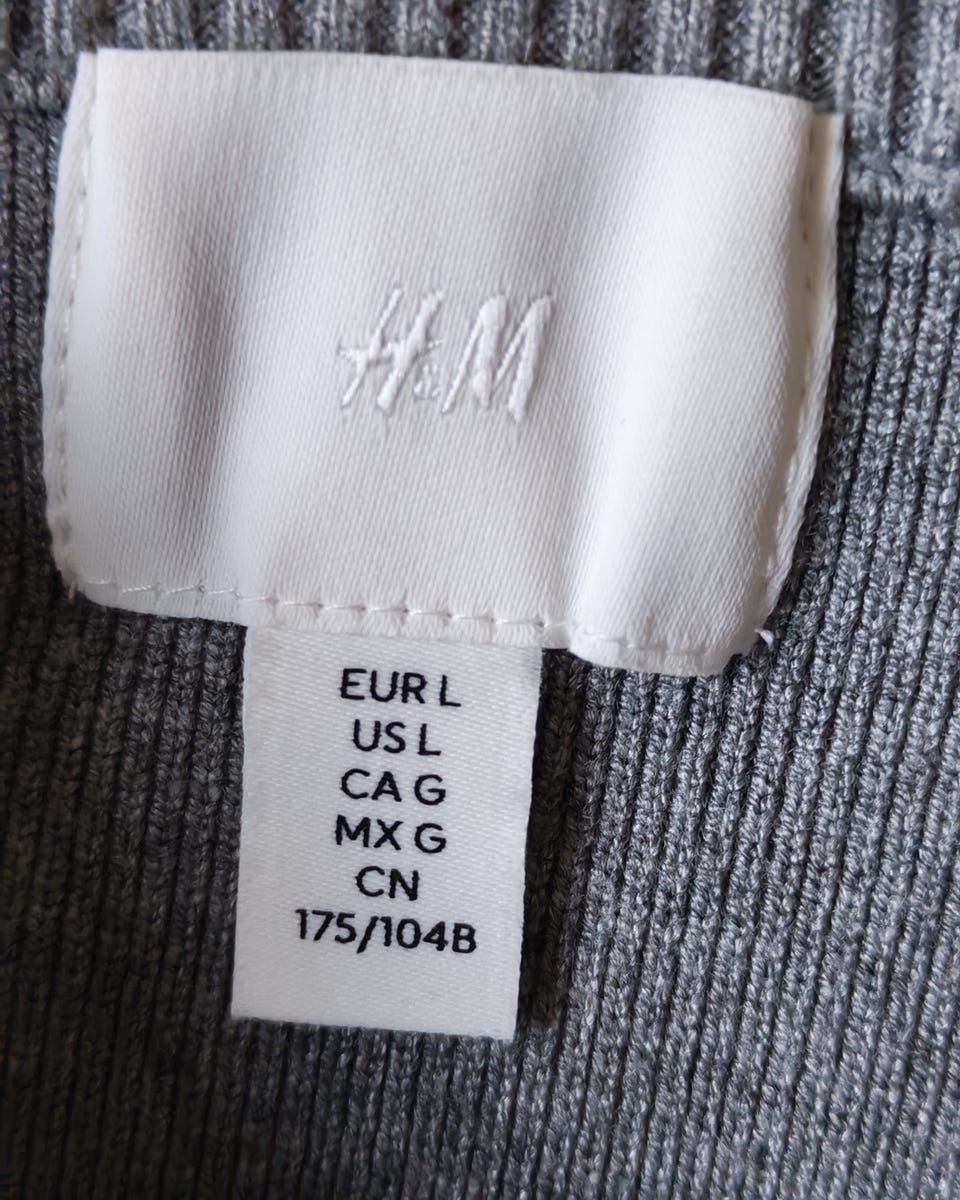 H&M
EUR L
US L
CA G
MX G
CN
175/104B